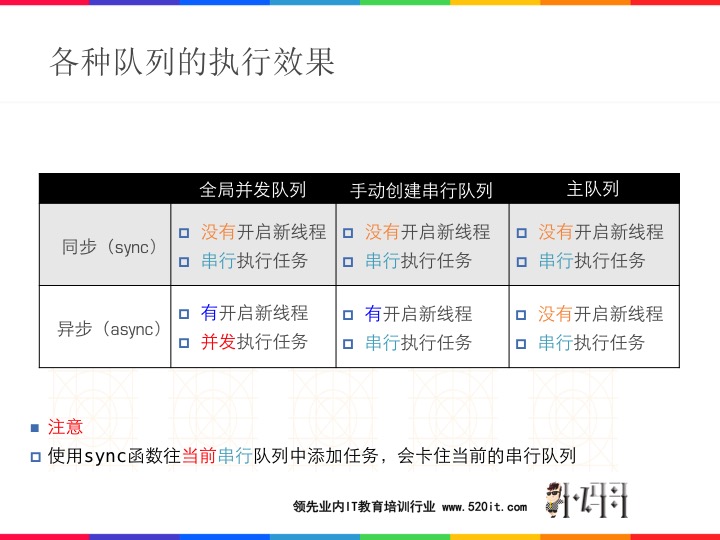 各种队列的执行效果
全局并发队列 手动创建串行队列 主队列
同步（sync）
没有开启新线程
串行执行任务
没有开启新线程
串行执行任务
没有开启新线程
串行执行任务
异步（async）
有开启新线程
并发执行任务
有开启新线程
串行执行任务
没有开启新线程
串行执行任务
注意
使用sync函数往当前串行队列中添加任务，会卡住当前的串行队列
领先业内IT教育培训行业 www.520it.com
小码哥